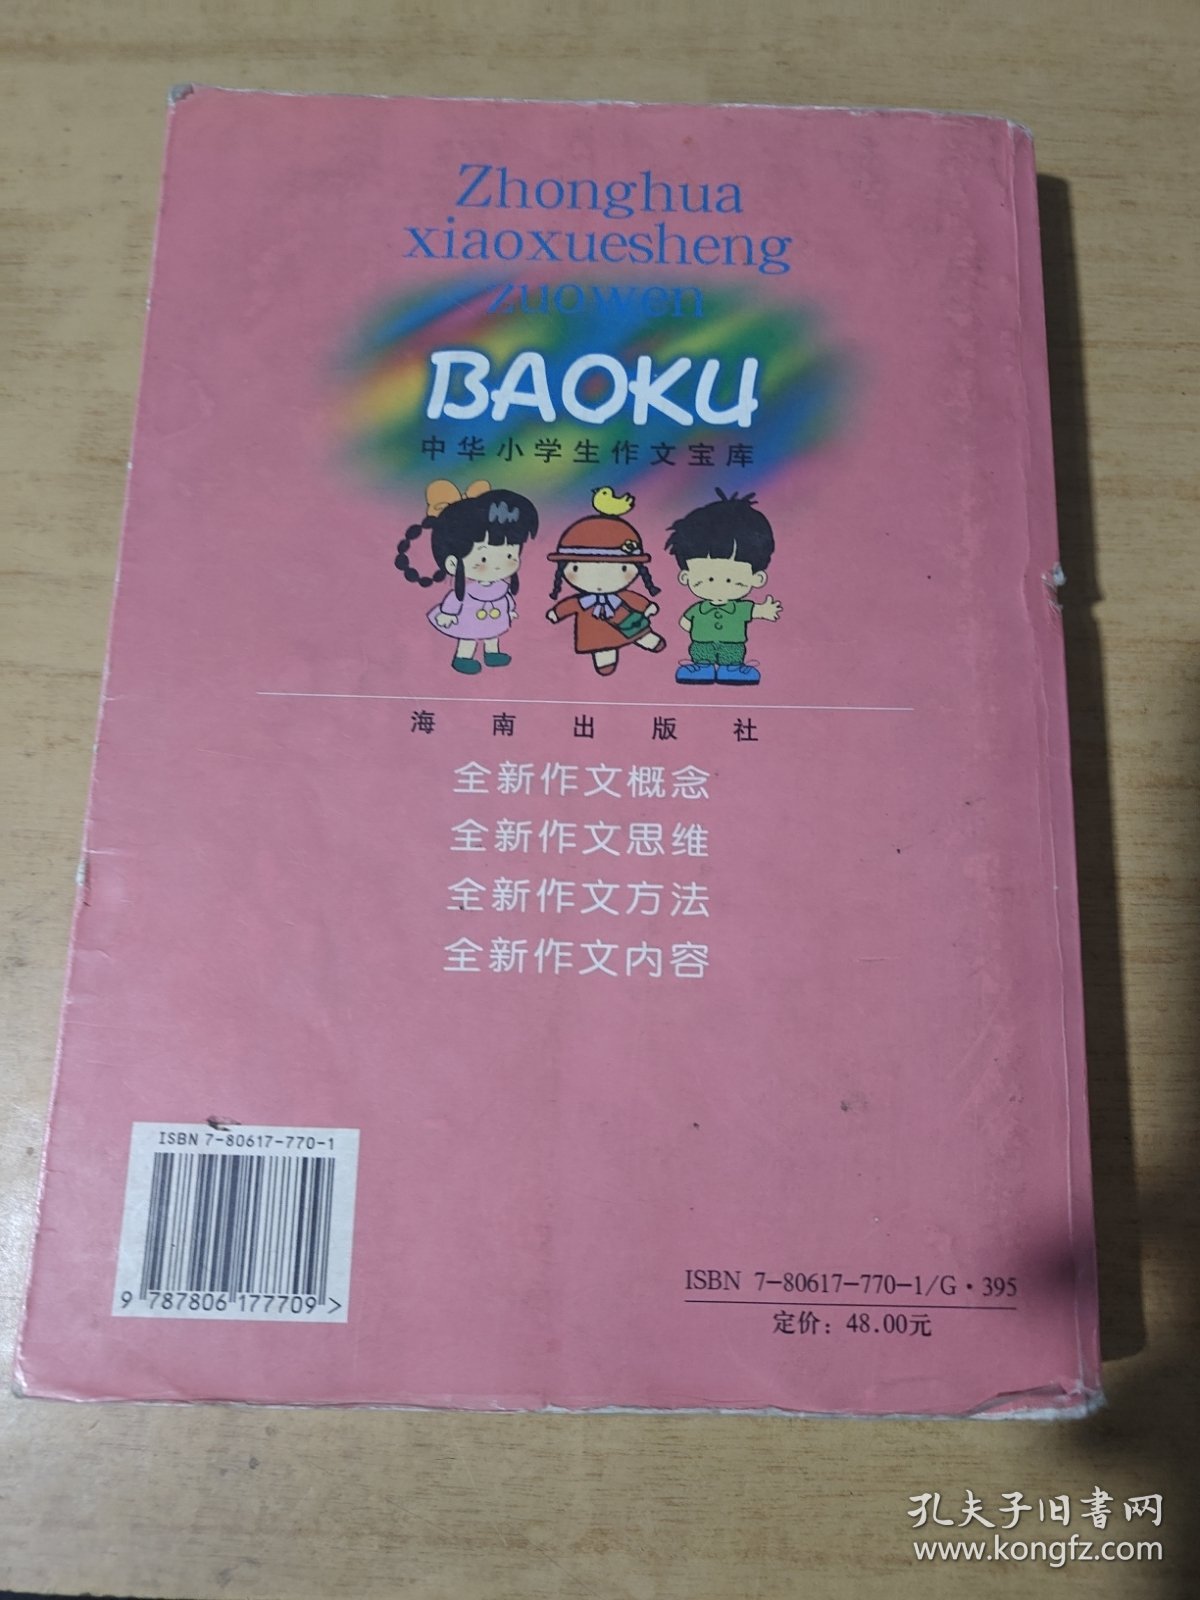 Zhonghua
xiaoxuesheng
zuowen
BAOKU
中华小学生作文宝库
海南出版社
全新作文概念
全新作文思维
全新作文方法
全新作文内容
ISBN 7-80617-770-1
9 787806 177709 >
ISBN 7-80617-770-1/G·395
定价: 48.00元
孔夫子旧书网
www.kongfz.com